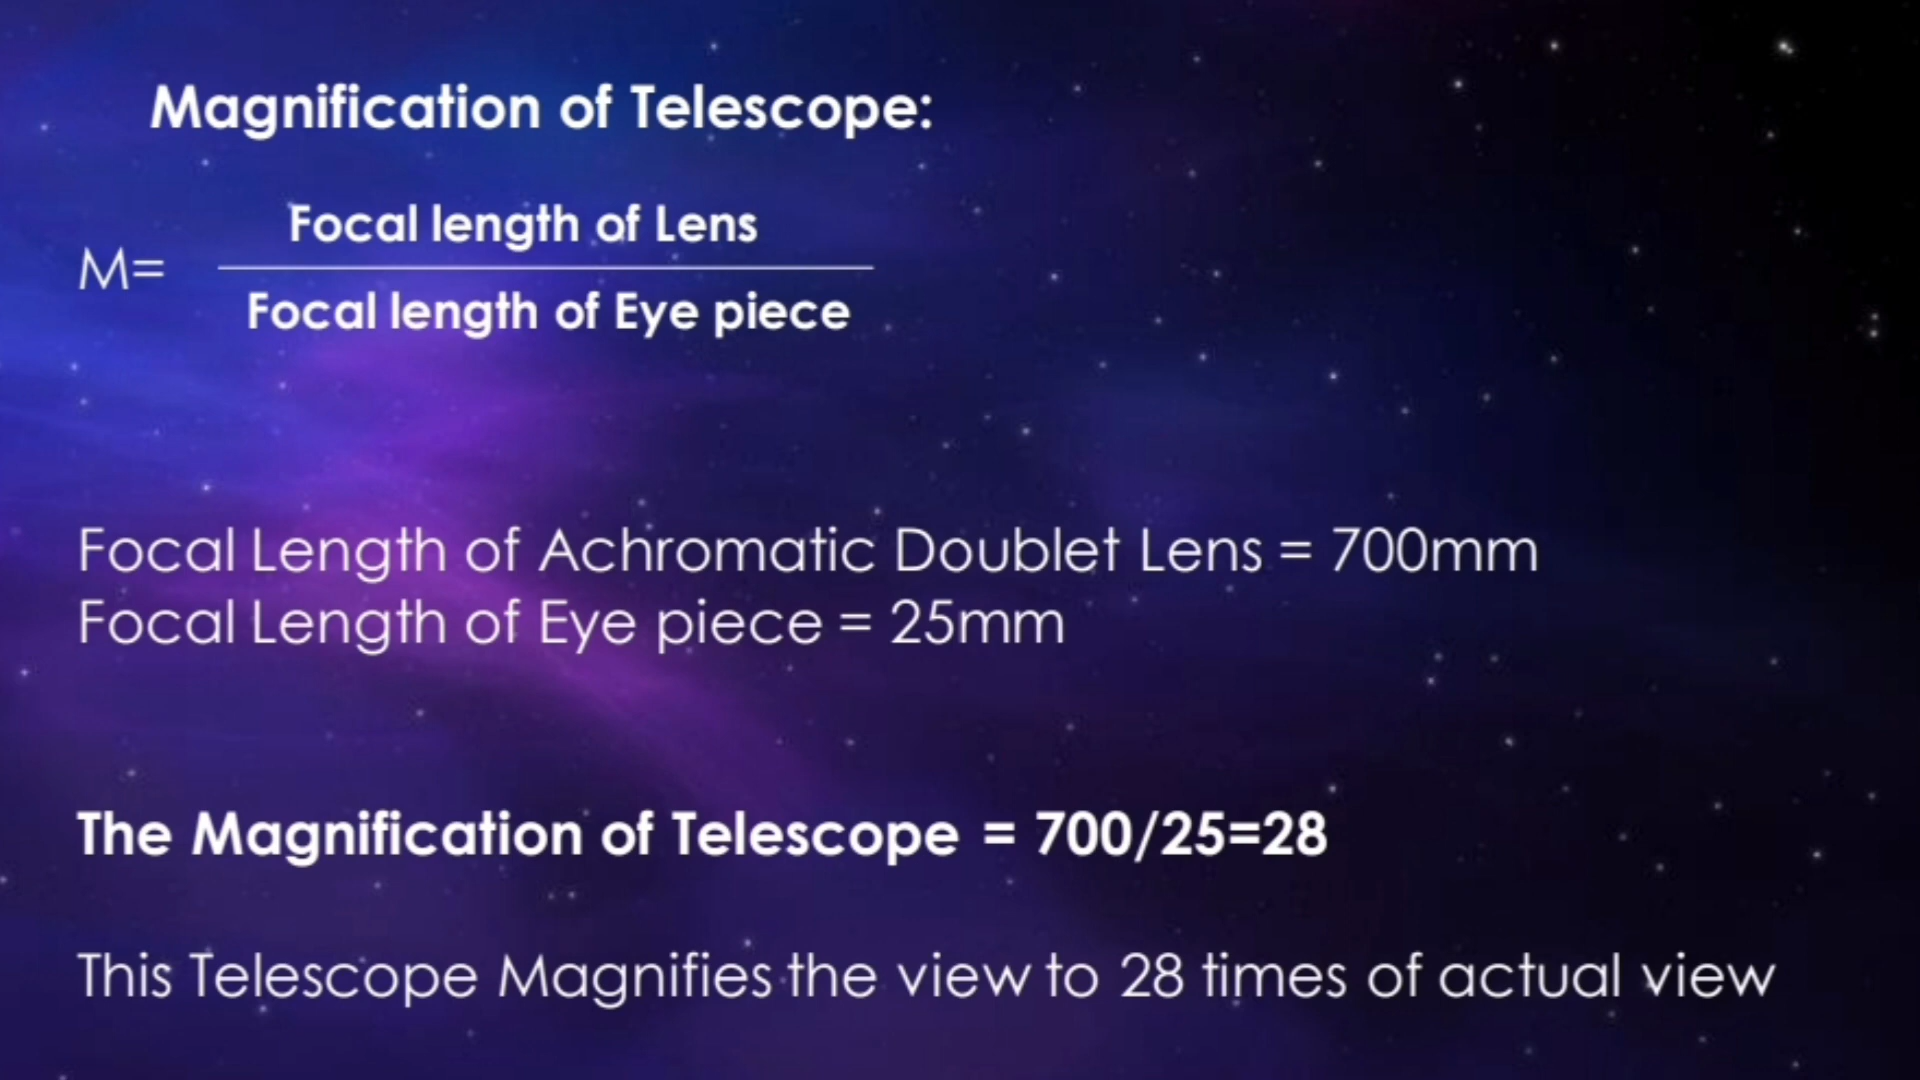 Magnification of Telescope:
Focal length of Lens
M=
Focal length of Eye piece
Focal Length of Achromatic Doublet Lens = 700mm
Focal Length of Eye piece = 25mm
The Magnification of Telescope = 700/25=28
This Telescope Magnifies the view to 28 times of actual view